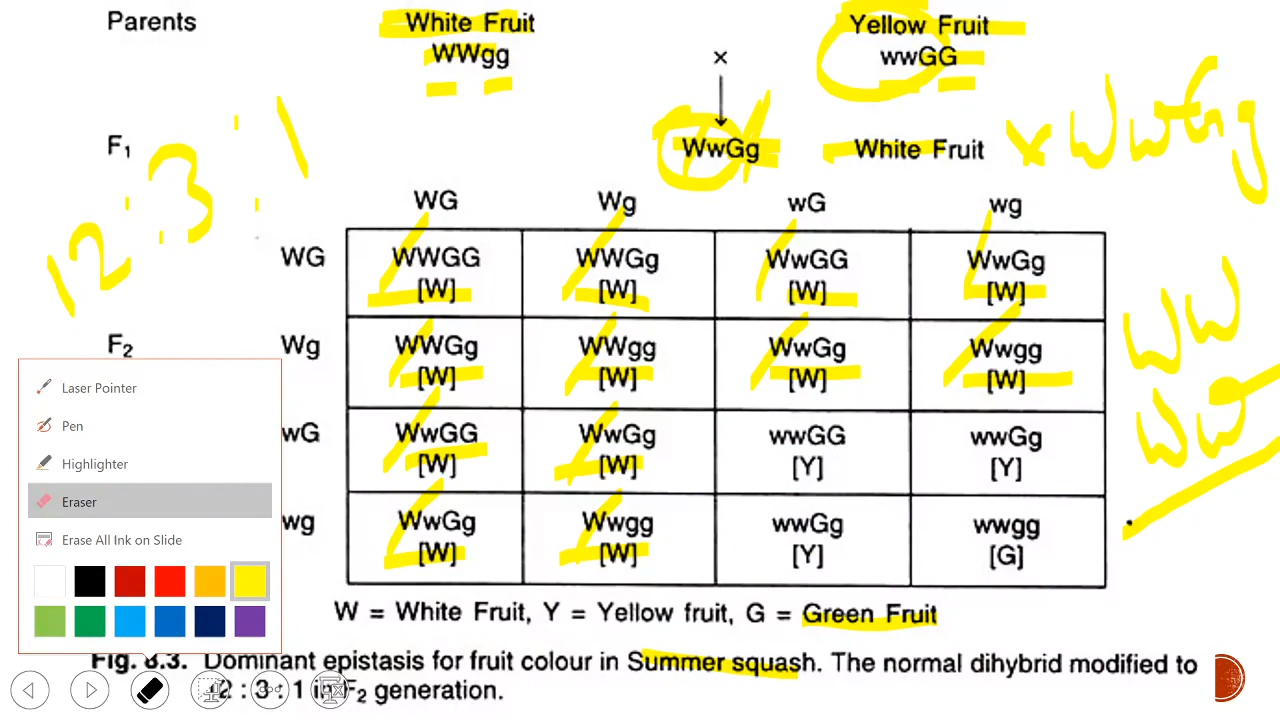 Parents White Fruit Yellow Fruit
WWgg × wwGG
F₁ WwGg White Fruit × WwGg
12 : 3 : 1
WG Wg wG wg
WG WWGG WWGg WwGG WwGg
[W] [W] [W] [W]
F₂ Wg WWGg WWgg WwGg Wwgg
[W] [W] [W] [W]
wG WwGG WwGg wwGG wwGg
[W] [W] [Y] [Y]
wg WwGg Wwgg wwGg wwgg
[W] [W] [Y] [G]
WW
Ww
Laser Pointer
Pen
Highlighter
Eraser
Erase All Ink on Slide
W = White Fruit, Y = Yellow fruit, G = Green Fruit
Fig. 8.3. Dominant epistasis for fruit colour in Summer squash. The normal dihybrid modified to
12 : 3 : 1 in F₂ generation.